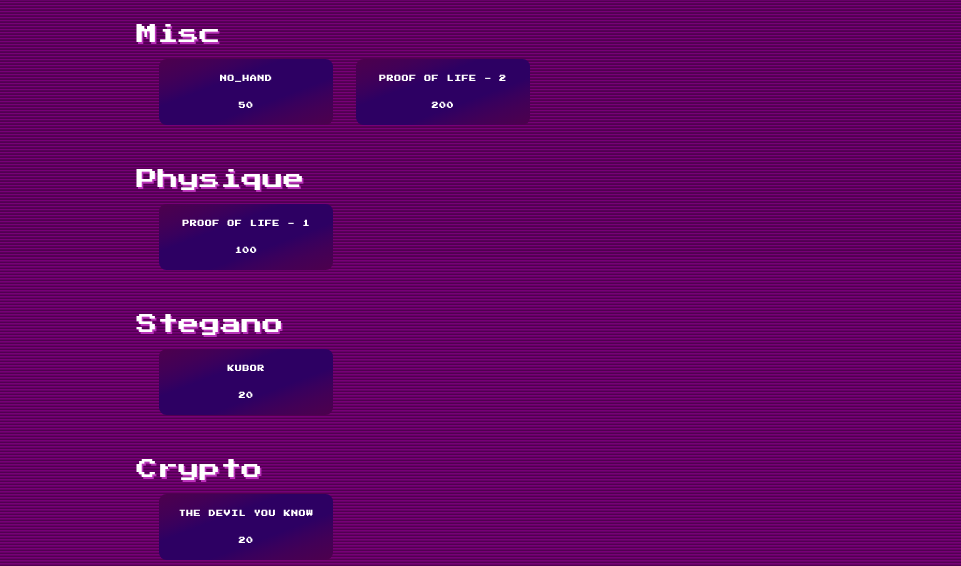 Misc
NO_HAND
PROOF OF LIFE - 2
50
200
Physique
PROOF OF LIFE - 1
100
Stegano
KUBOR
20
Crypto
THE DEVIL YOU KNOW
20